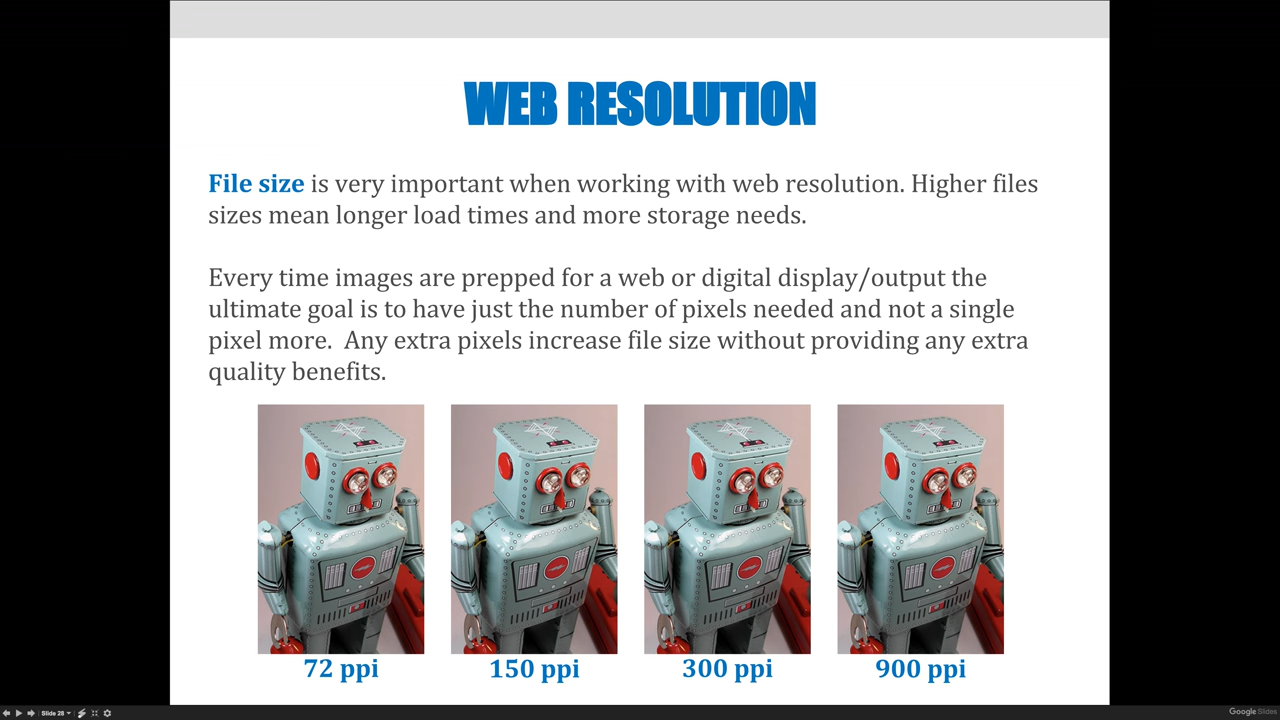 WEB RESOLUTION
File size is very important when working with web resolution. Higher files
sizes mean longer load times and more storage needs.
Every time images are prepped for a web or digital display/output the
ultimate goal is to have just the number of pixels needed and not a single
pixel more.  Any extra pixels increase file size without providing any extra
quality benefits.
72 ppi
150 ppi
300 ppi
900 ppi
Slide 28
Google Slides